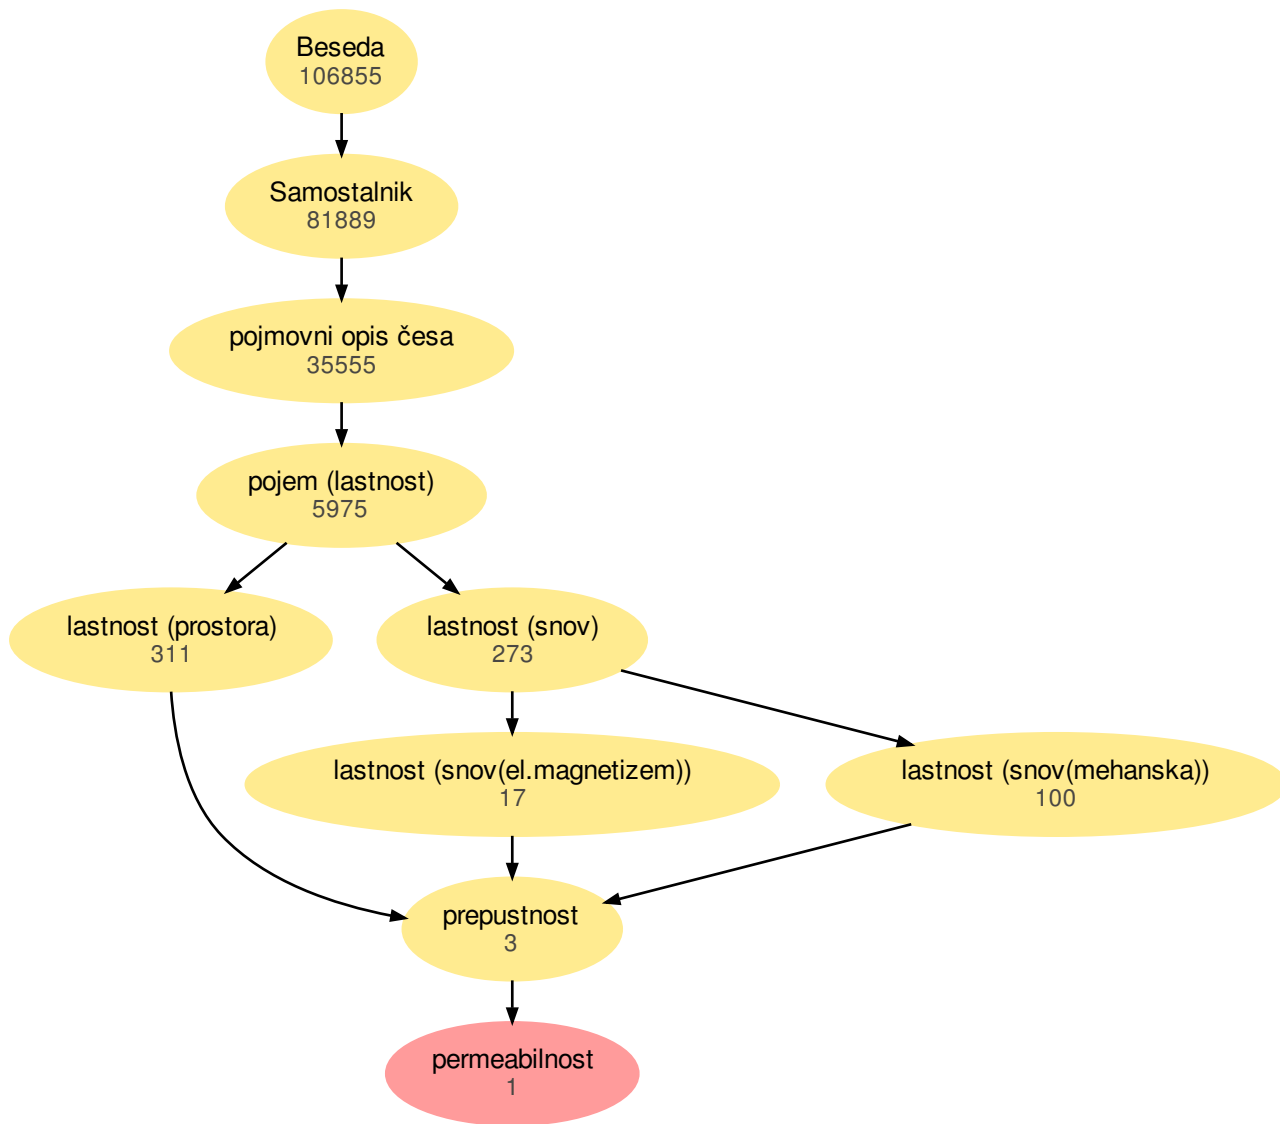 Beseda
106855
Samostalnik
81889
pojmovni opis česa
35555
pojem (lastnost)
5975
lastnost (prostora)
311
lastnost (snov)
273
lastnost (snov(el.magnetizem))
17
lastnost (snov(mehanska))
100
prepustnost
3
permeabilnost
1